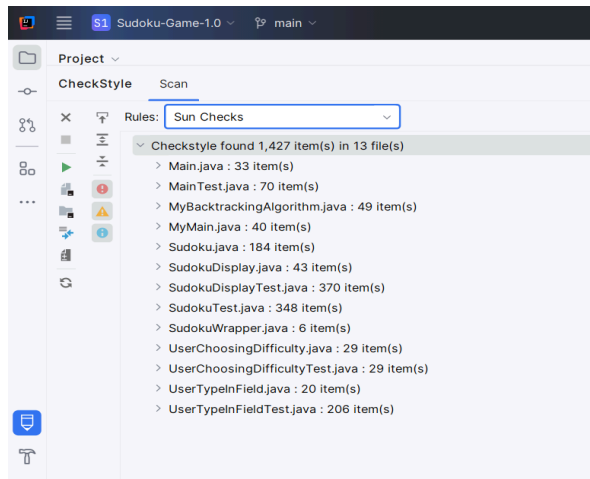 S1 Sudoku-Game-1.0 main
Project
CheckStyle Scan
Rules: Sun Checks
Checkstyle found 1,427 item(s) in 13 file(s)
Main.java : 33 item(s)
MainTest.java : 70 item(s)
MyBacktrackingAlgorithm.java : 49 item(s)
MyMain.java : 40 item(s)
Sudoku.java : 184 item(s)
SudokuDisplay.java : 43 item(s)
SudokuDisplayTest.java : 370 item(s)
SudokuTest.java : 348 item(s)
SudokuWrapper.java : 6 item(s)
UserChoosingDifficulty.java : 29 item(s)
UserChoosingDifficultyTest.java : 29 item(s)
UserTypeInField.java : 20 item(s)
UserTypeInFieldTest.java : 206 item(s)